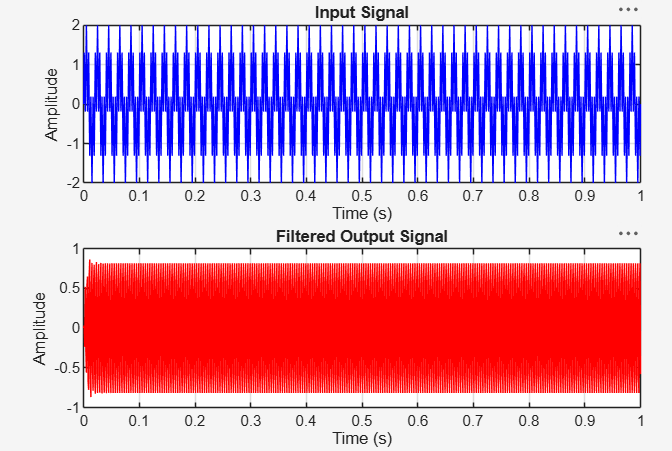 Input Signal
2
1
0
-1
-2
Amplitude
0 0.1 0.2 0.3 0.4 0.5 0.6 0.7 0.8 0.9 1
Time (s)
Filtered Output Signal
1
0.5
0
-0.5
-1
Amplitude
0 0.1 0.2 0.3 0.4 0.5 0.6 0.7 0.8 0.9 1
Time (s)